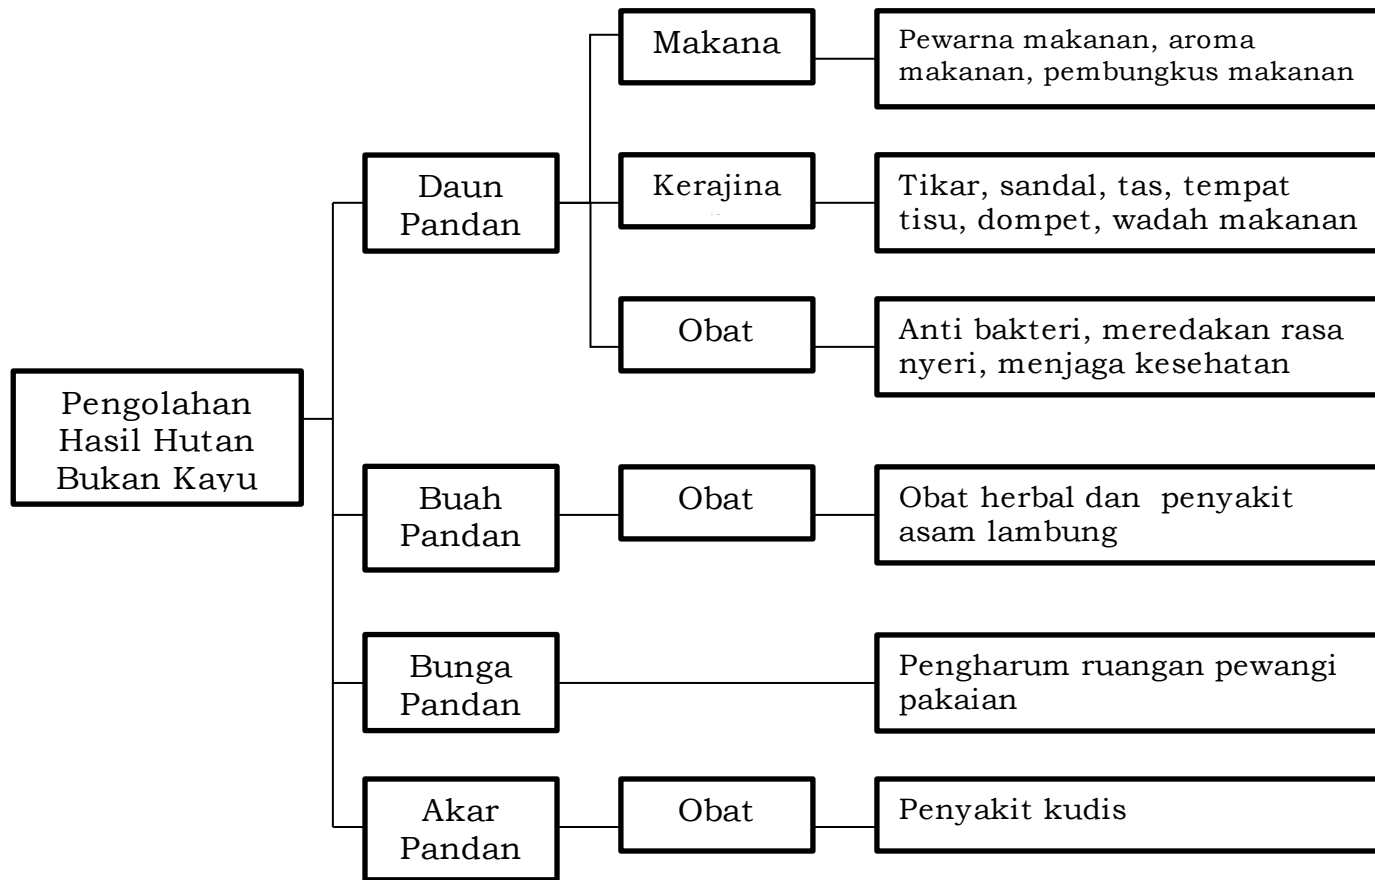 Makana
Pewarna makanan, aroma
makanan, pembungkus makanan
Daun
Pandan
Kerajina
Tikar, sandal, tas, tempat
tisu, dompet, wadah makanan
Obat
Anti bakteri, meredakan rasa
nyeri, menjaga kesehatan
Pengolahan
Hasil Hutan
Bukan Kayu
Buah
Pandan
Obat
Obat herbal dan  penyakit
asam lambung
Bunga
Pandan
Pengharum ruangan pewangi
pakaian
Akar
Pandan
Obat
Penyakit kudis